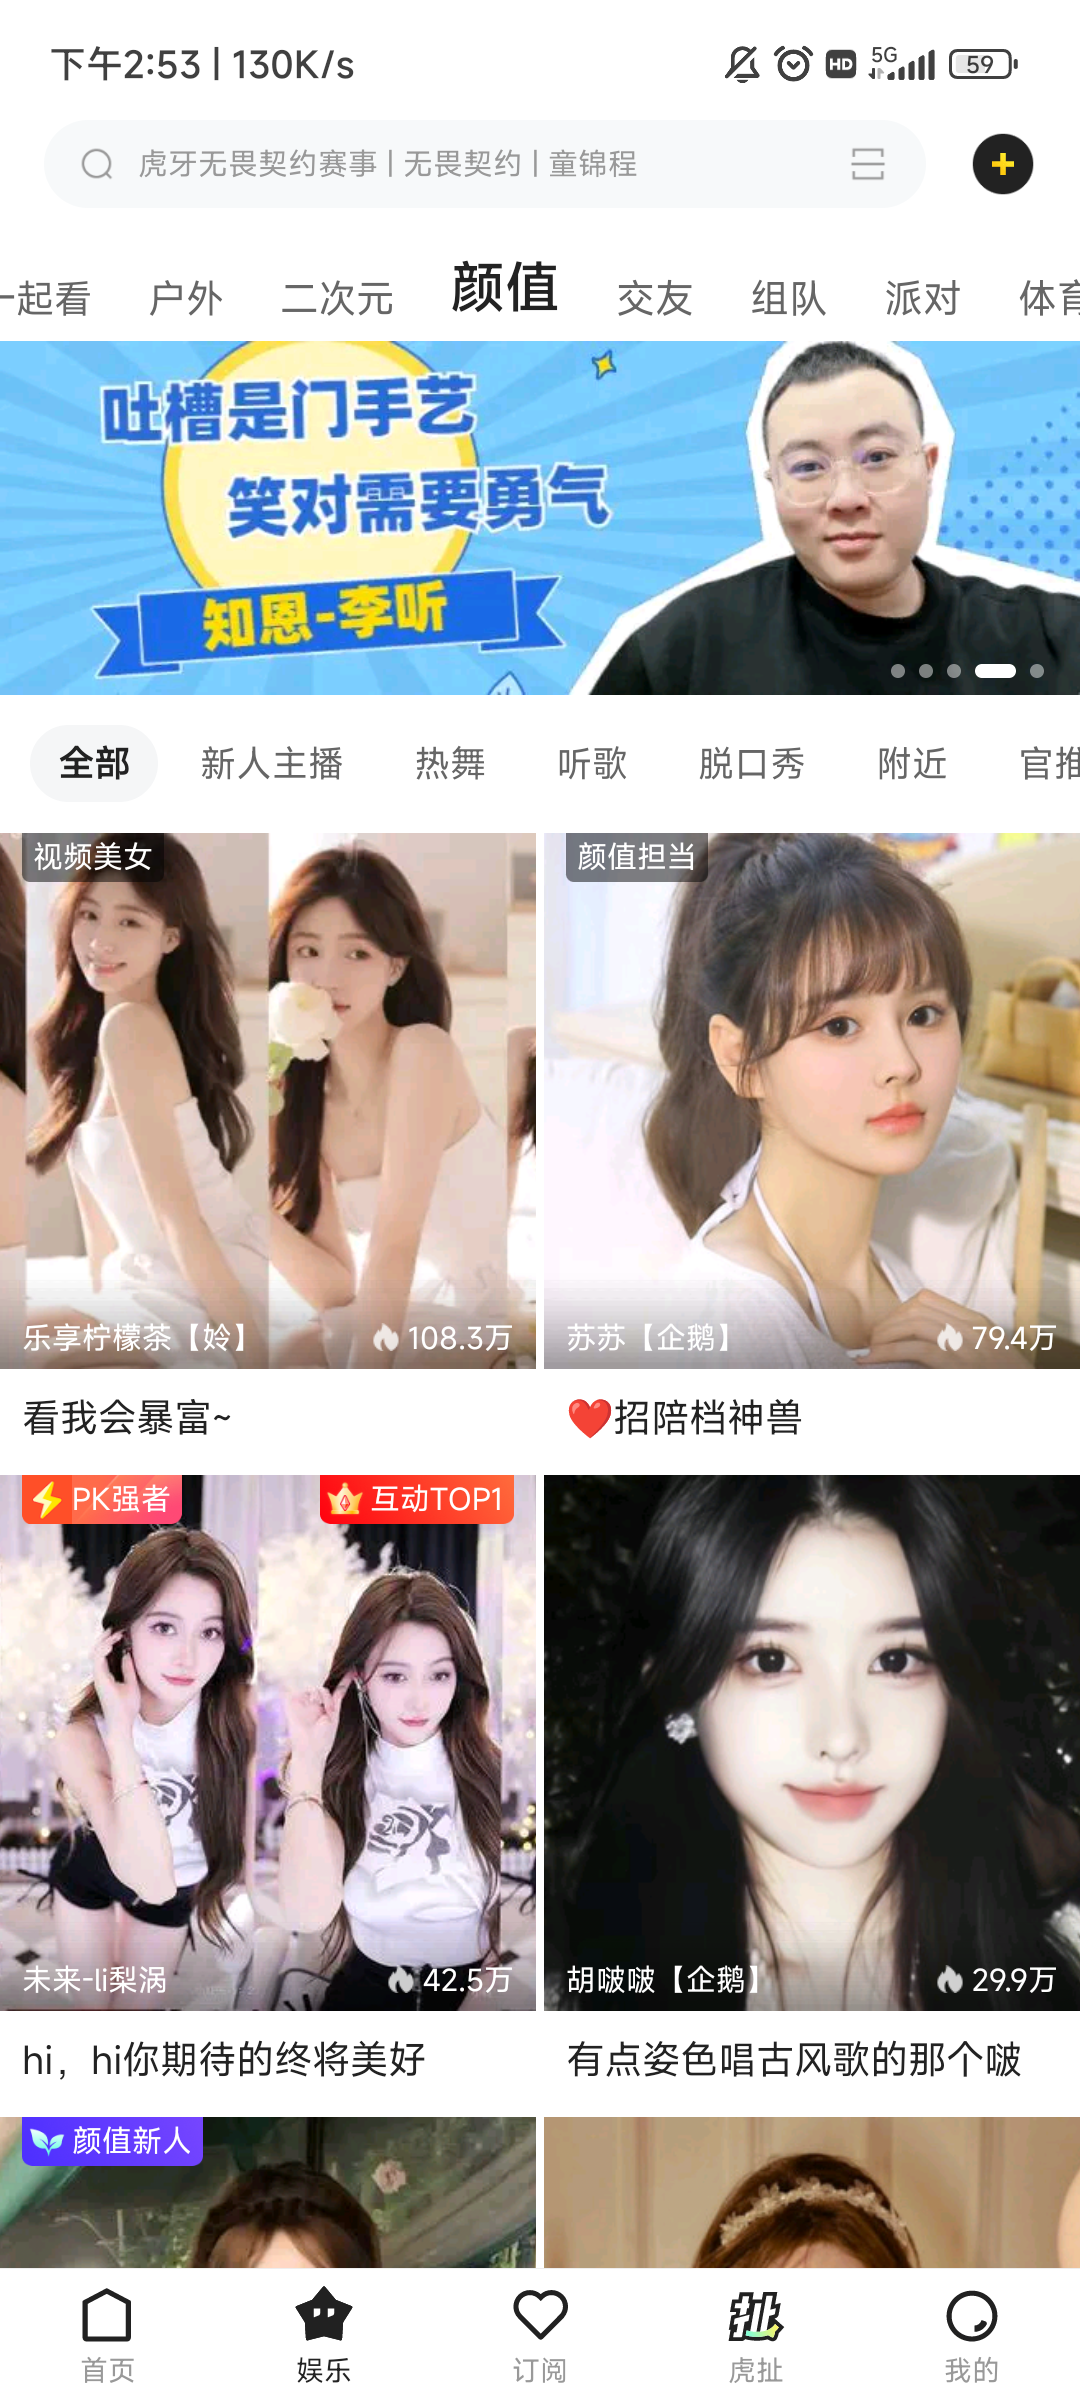 下午2:53 | 130K/s
HD
5G
59
虎牙无畏契约赛事 | 无畏契约 | 童锦程
一起看 户外 二次元 颜值 交友 组队 派对 体育
吐槽是门手艺
笑对需要勇气
知恩-李听
全部 新人主播 热舞 听歌 脱口秀 附近 官推
视频美女
颜值担当
乐享柠檬茶【姈】 108.3万
苏苏【企鹅】 79.4万
看我会暴富~
❤️招陪档神兽
PK强者 互动TOP1
未来-li梨涡 42.5万
胡啵啵【企鹅】 29.9万
hi，hi你期待的终将美好
有点姿色唱古风歌的那个啵
颜值新人
扯
首页 娱乐 订阅 虎扯 我的